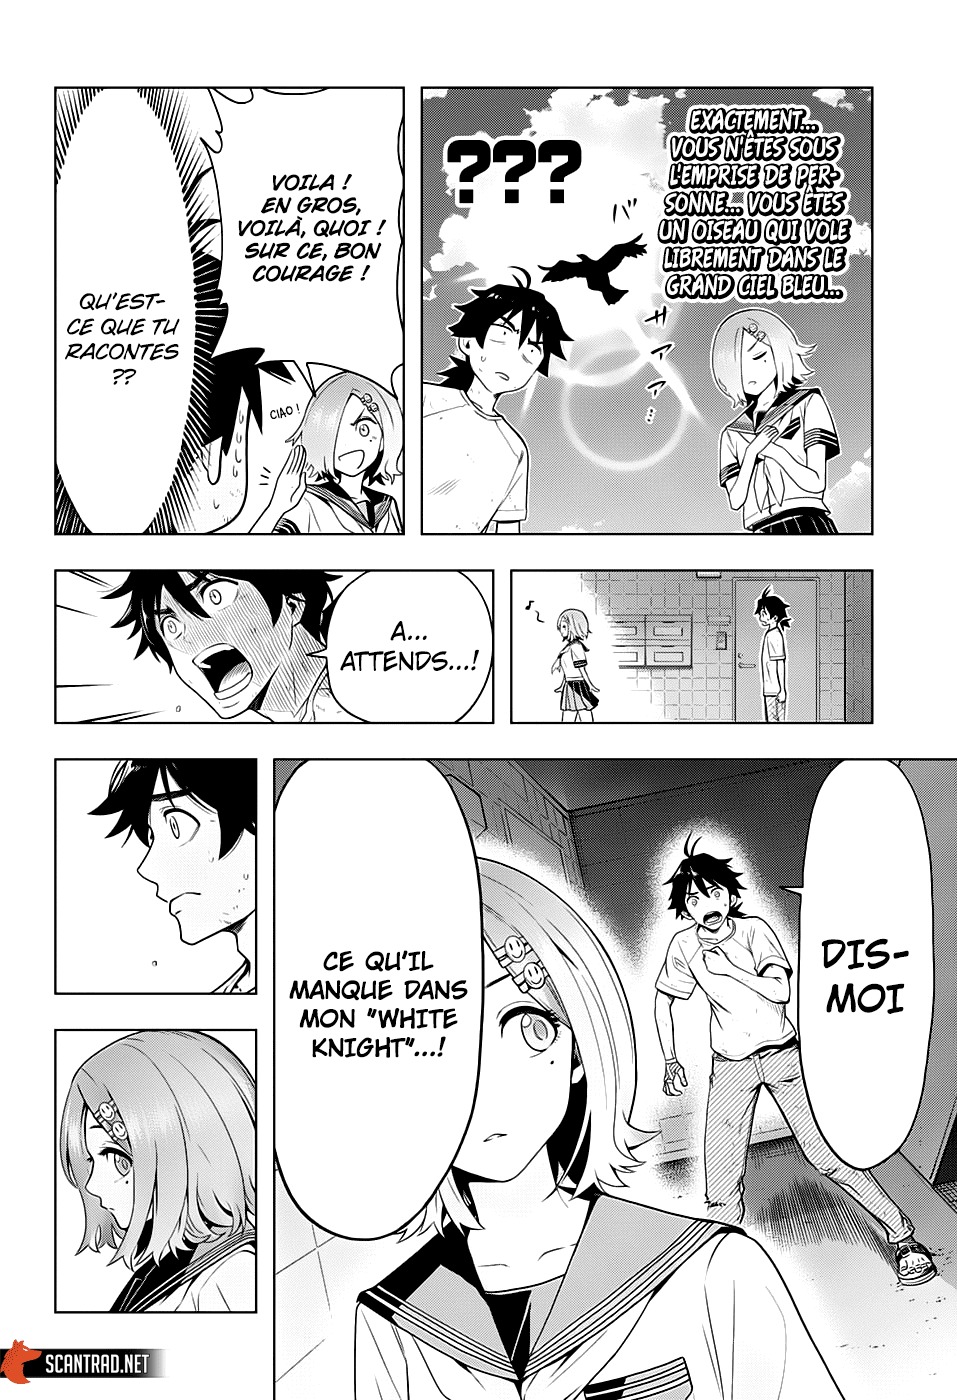 EXACTEMENT...
VOUS N'ÊTES SOUS
L'EMPRISE DE PER-
SONNE... VOUS ÊTES
UN OISEAU QUI VOLE
LIBREMENT DANS LE
GRAND CIEL BLEU...
???
バ
VOILA !
EN GROS,
VOILÀ, QUOI !
SUR CE, BON
COURAGE !
CIAO !
QU'EST-
CE QUE TU
RACONTES
??
♪
A...
ATTENDS...!
DIS-
MOI
CE QU'IL
MANQUE DANS
MON "WHITE
KNIGHT"...!
SCANTRAD.NET